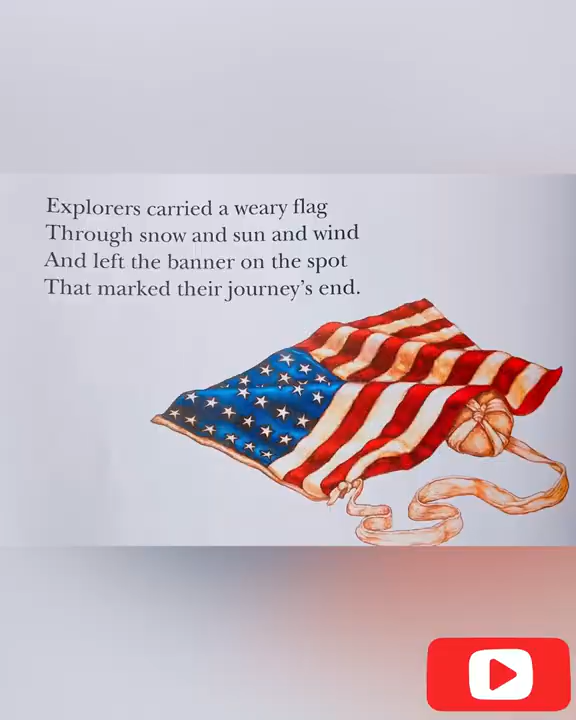 Explorers carried a weary flag
Through snow and sun and wind
And left the banner on the spot
That marked their journey's end.